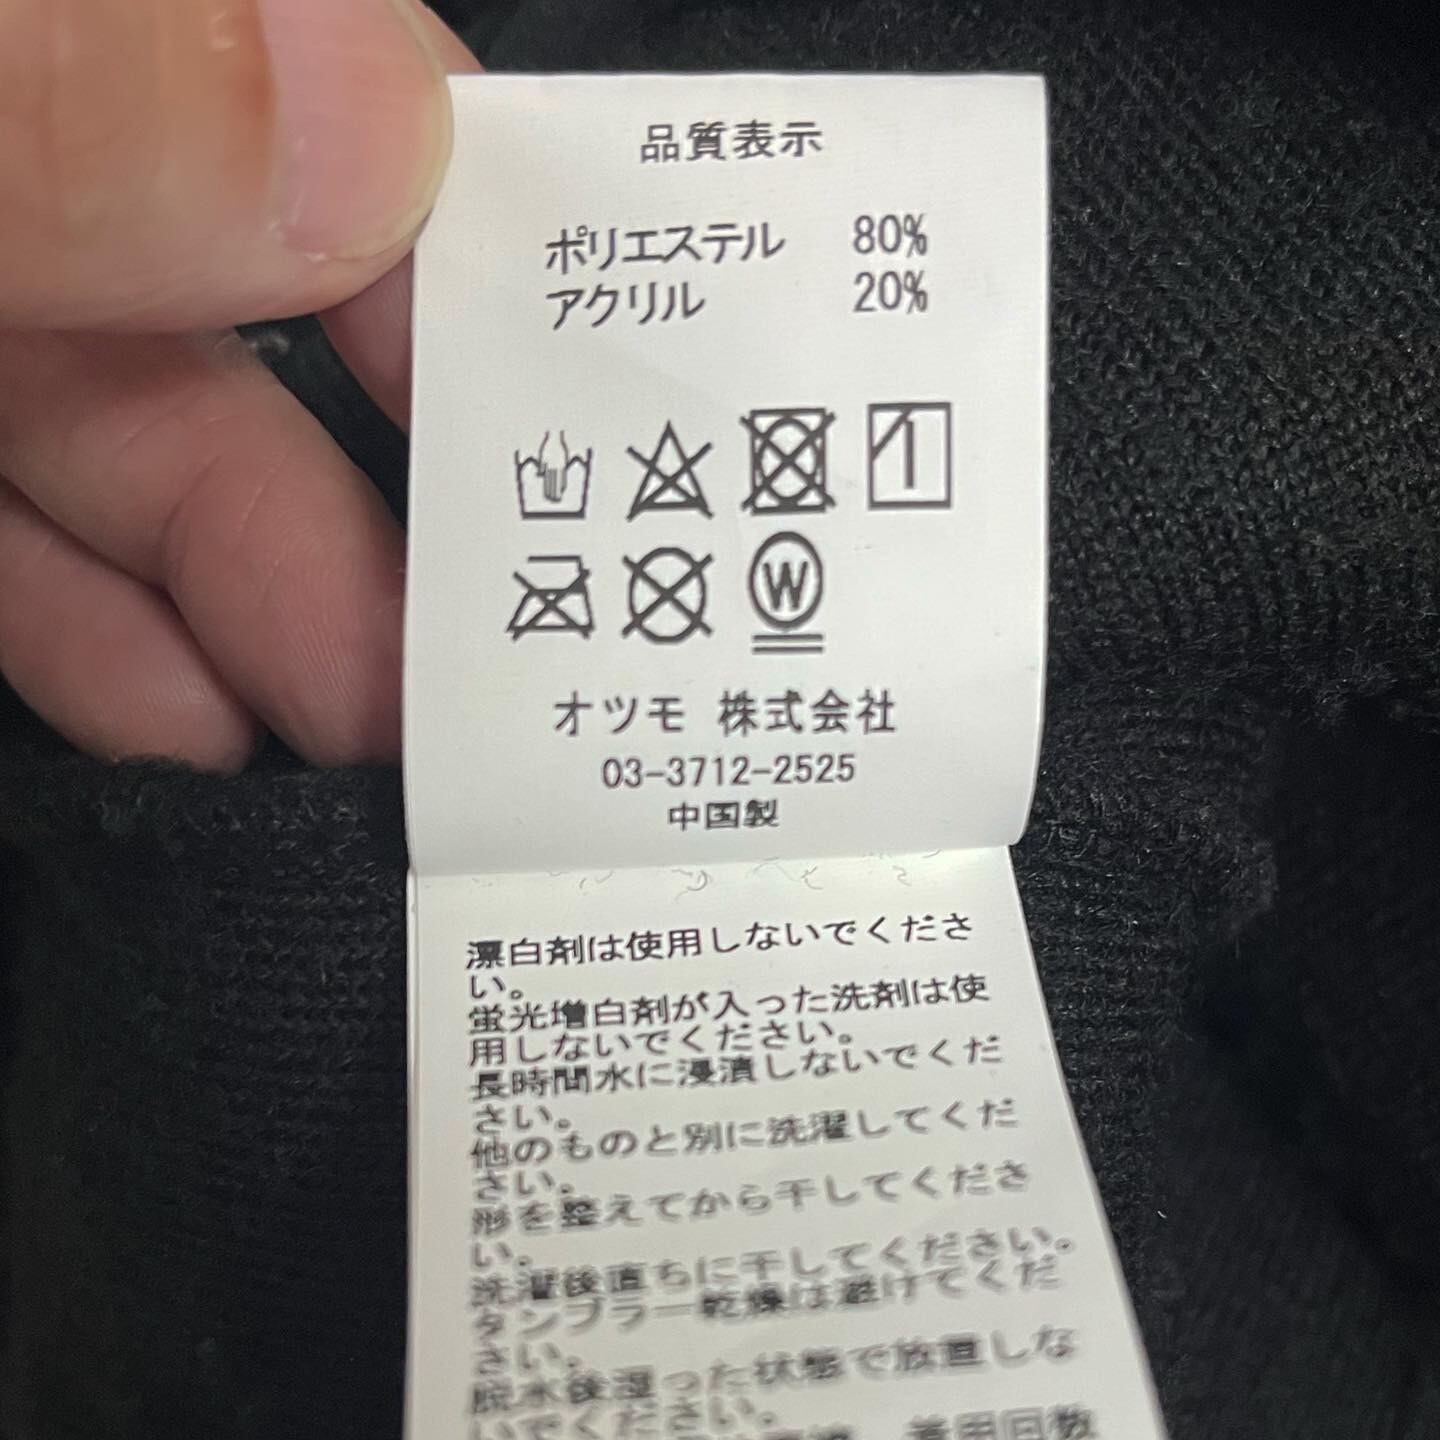 品質表示
ポリエステル 80%
アクリル 20%
W
オツモ 株式会社
03-3712-2525
中国製
漂白剤は使用しないでくださ
い。
蛍光増白剤が入った洗剤は使
用しないでください。
長時間水に浸漬しないでくだ
さい。
他のものと別に洗濯してくだ
さい。
形を整えてから干してくださ
い。
洗濯後直ちに干してください。
タンブラー乾燥は避けてくだ
さい。
脱水後湿った状態で放置しな
いでください。
着用回数